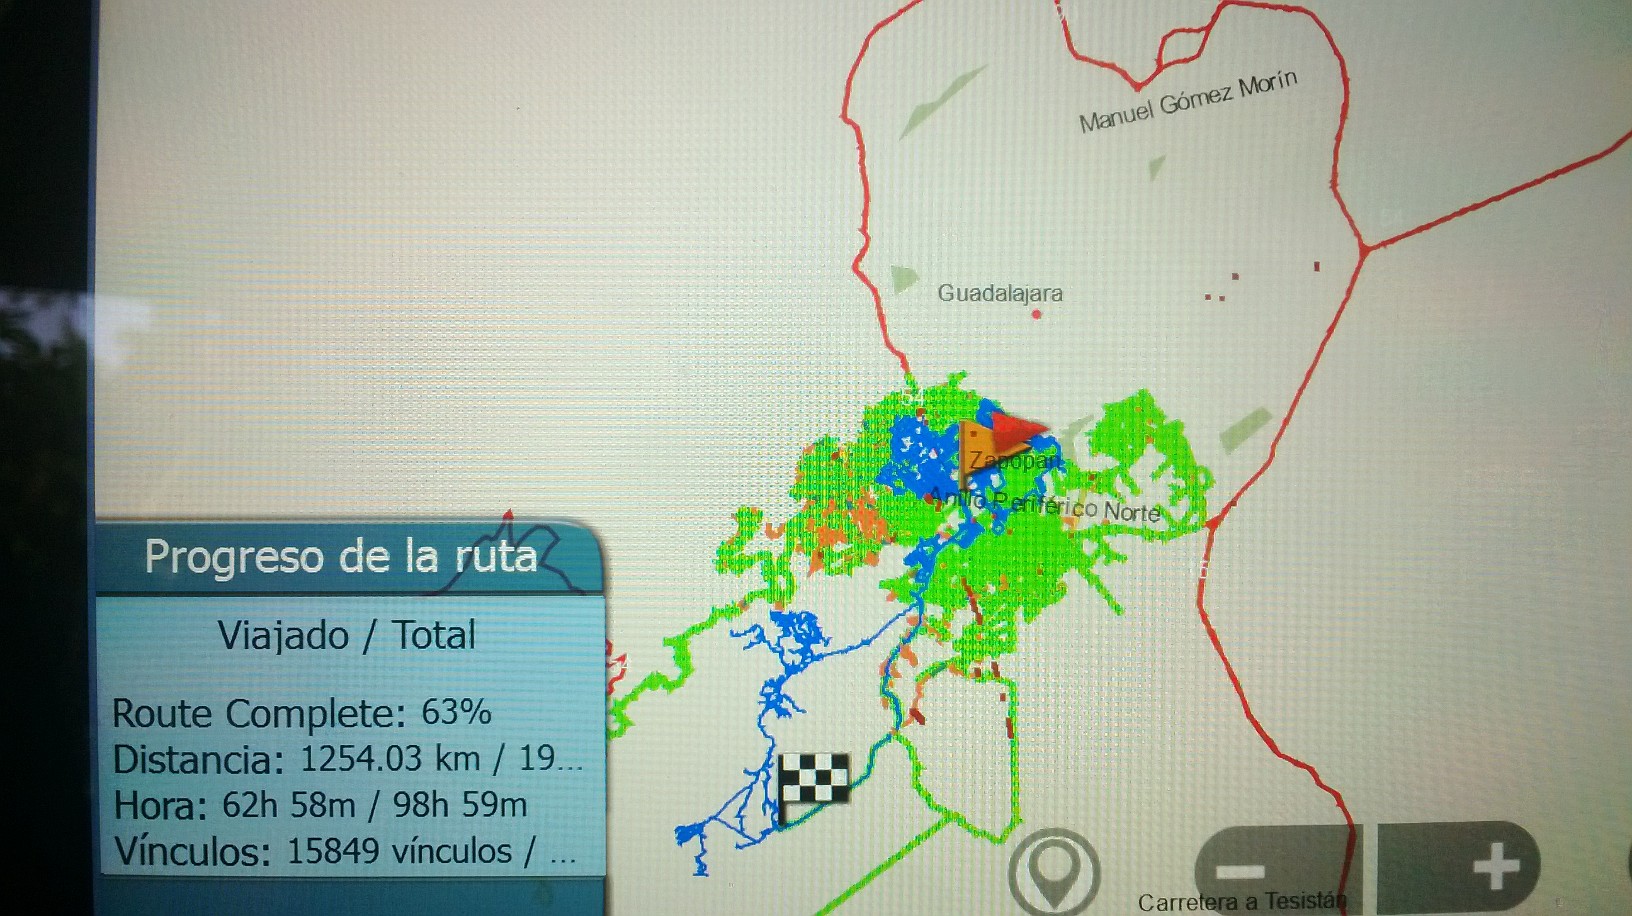 Manuel Gómez Morín
Guadalajara
54
Zapopan
Anillo Periférico Norte
Progreso de la ruta
Viajado / Total
Route Complete: 63%
Distancia: 1254.03 km / 19...
Hora: 62h 58m / 98h 59m
Vínculos: 15849 vínculos / ...
Carretera a Tesistán